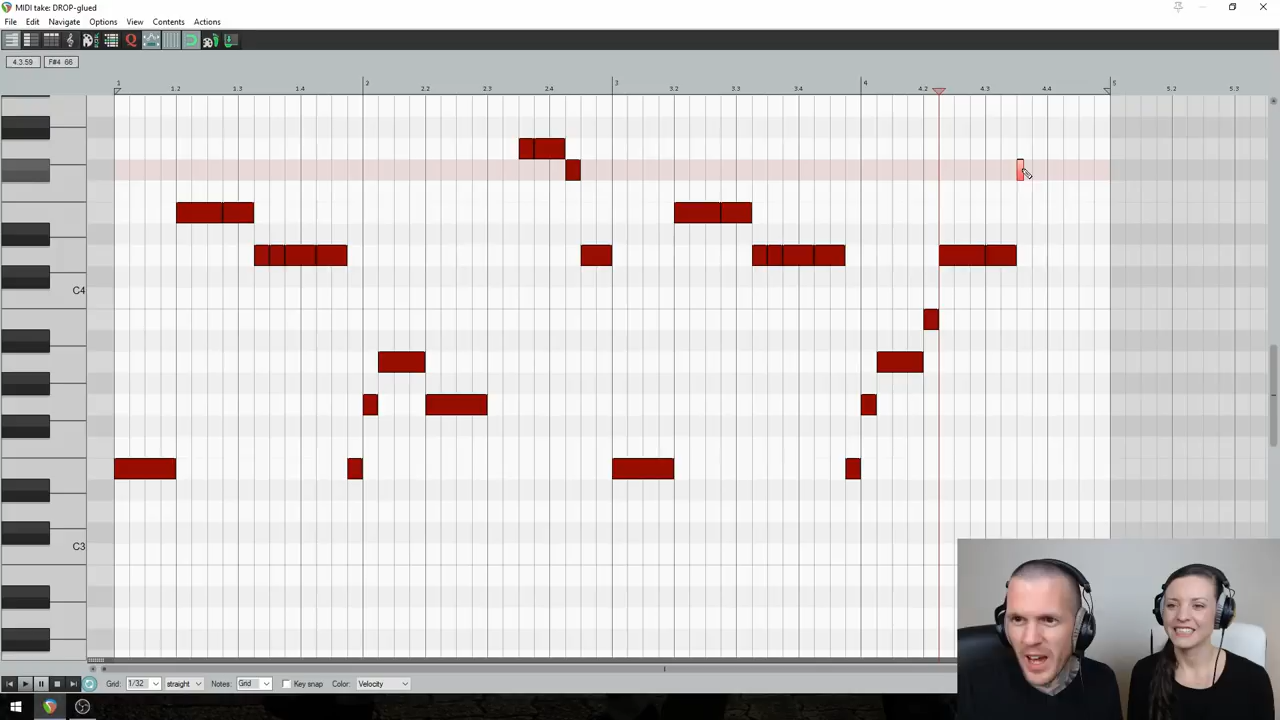 MIDI take: DROP-glued
File Edit Navigate Options View Contents Actions
Q
4.3.59 F#4 66
1 2 3 4 5
1.2 1.3 1.4 2.2 2.3 2.4 3.2 3.3 3.4 4.2 4.3 4.4 5.2 5.3
C4
C3
Grid: 1/32 straight Notes: Grid Key snap Color: Velocity